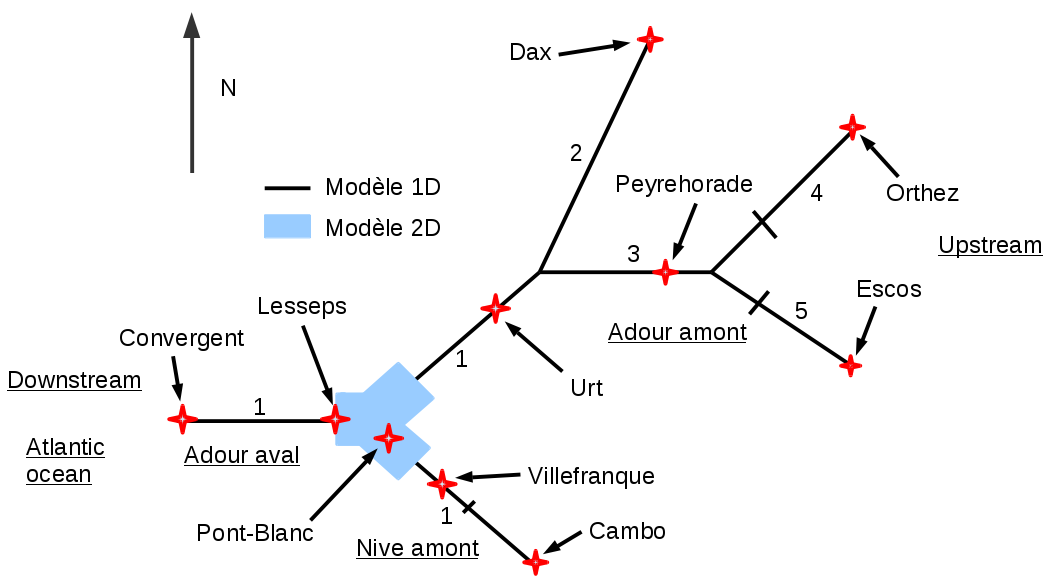 Dax
N
2
Peyrehorade
Modèle 1D
4
Orthez
Modèle 2D
Upstream
3
Escos
Lesseps
5
Convergent
Adour amont
1
Urt
Downstream
1
Atlantic
ocean
Adour aval
Villefranque
1
Pont-Blanc
Cambo
Nive amont